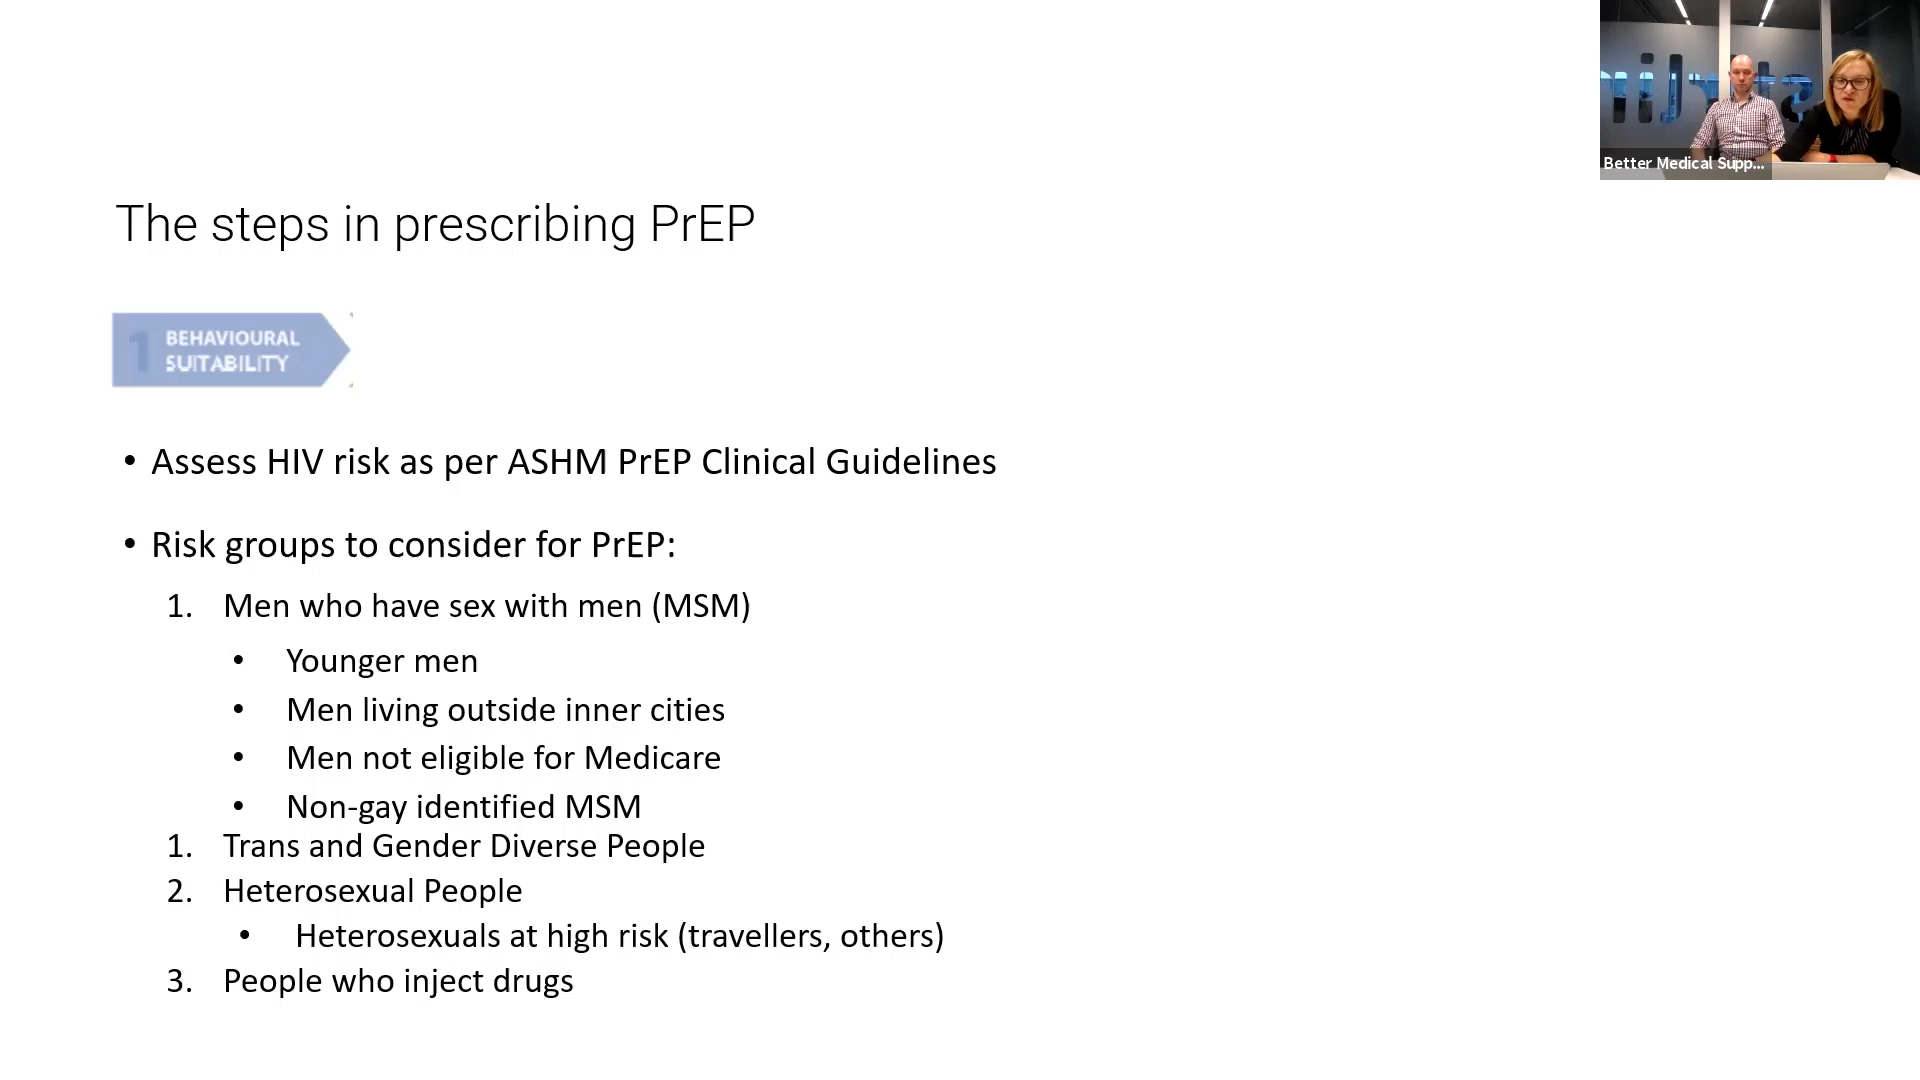 Better Medical Supp...
The steps in prescribing PrEP
1 BEHAVIOURAL
SUITABILITY
• Assess HIV risk as per ASHM PrEP Clinical Guidelines
• Risk groups to consider for PrEP:
1. Men who have sex with men (MSM)
• Younger men
• Men living outside inner cities
• Men not eligible for Medicare
• Non-gay identified MSM
1. Trans and Gender Diverse People
2. Heterosexual People
• Heterosexuals at high risk (travellers, others)
3. People who inject drugs